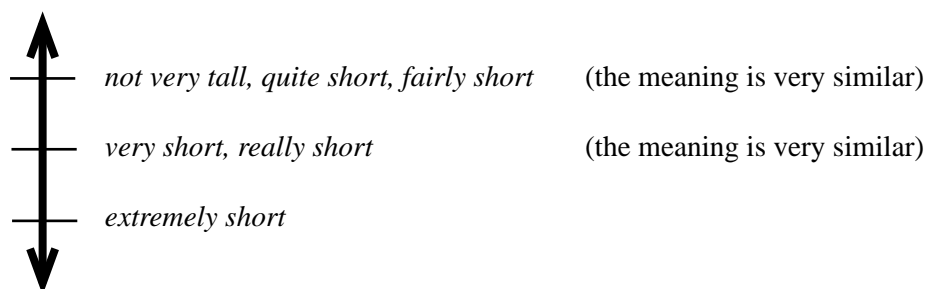 not very tall, quite short, fairly short (the meaning is very similar)
very short, really short (the meaning is very similar)
extremely short